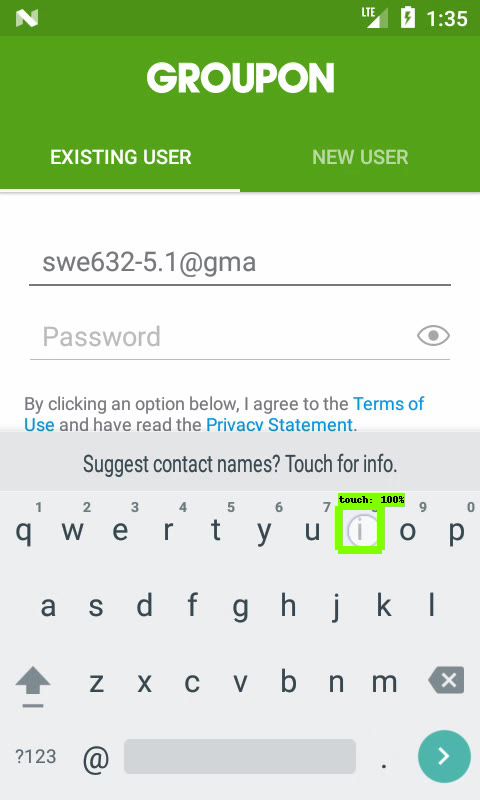 LTE 1:35
GROUPON
EXISTING USER NEW USER
swe632-5.1@gma
Password
By clicking an option below, I agree to the Terms of
Use and have read the Privacy Statement.
Suggest contact names? Touch for info.
touch: 100%
1 2 3 4 5 6 7 8 9 0
q w e r t y u i o p
a s d f g h j k l
z x c v b n m
?123 @ .